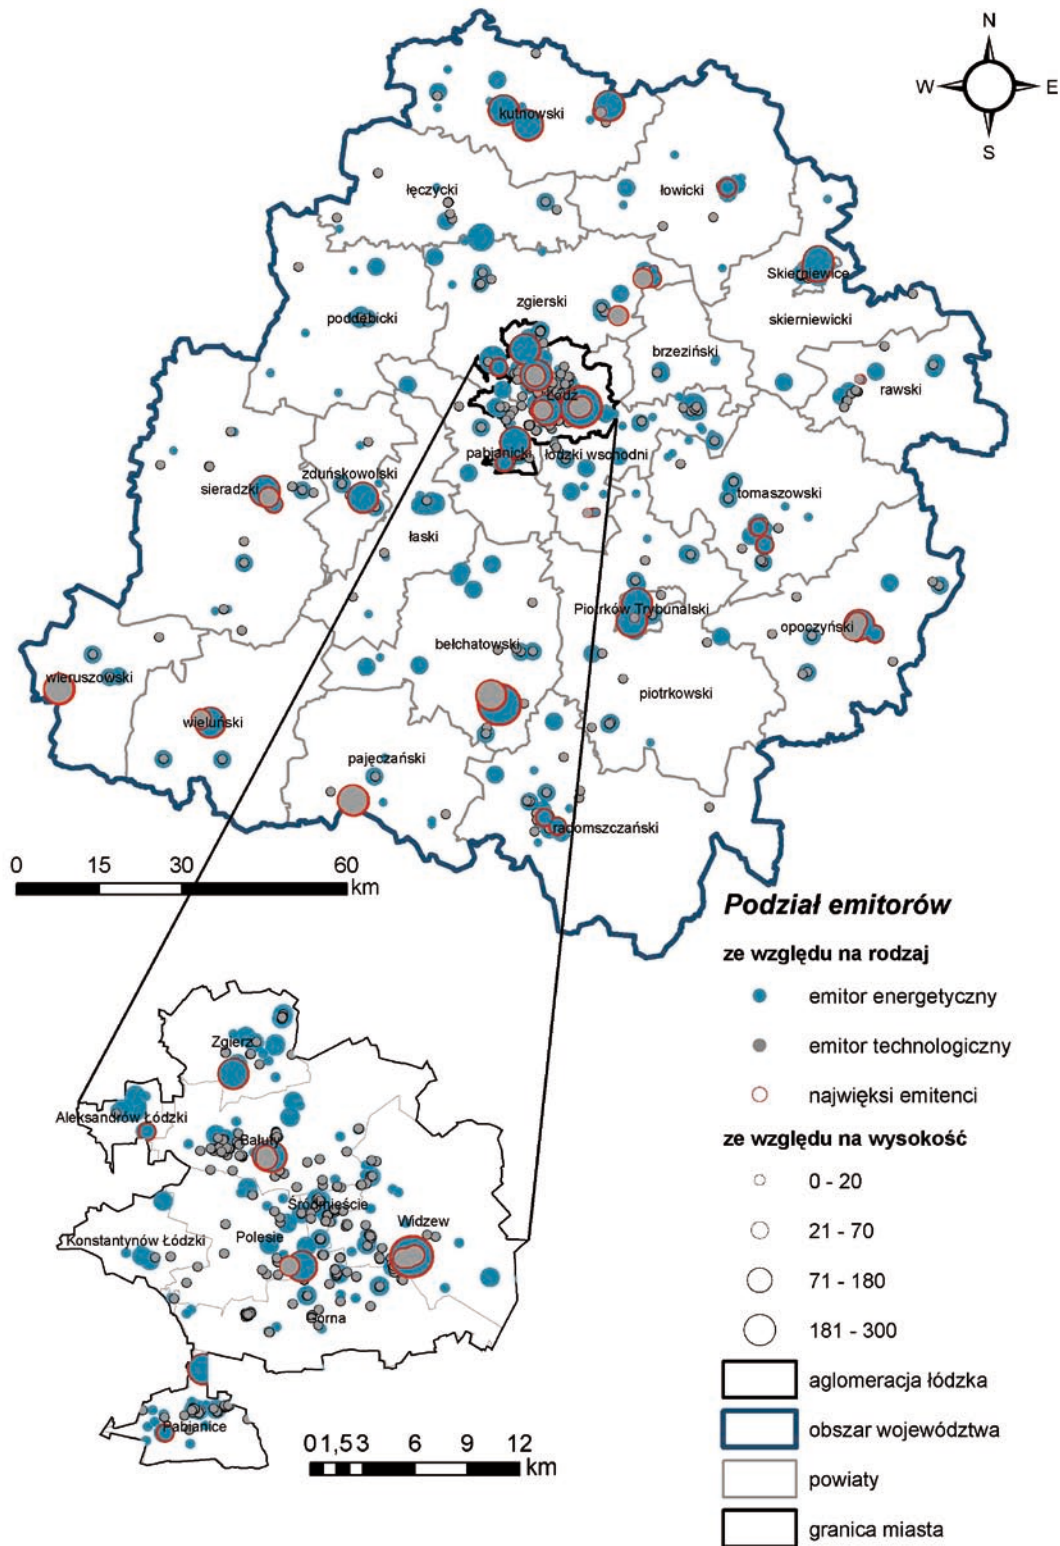 N
W
E
S
kutnowski
łęczycki
łowicki
Skierniewice
zgierski
skierniewicki
poddębicki
brzeziński
rawski
Łódź
pabianicki
łódzki wschodni
zduńskowolski
sieradzki
tomaszowski
łaski
Piotrków Trybunalski
opoczyński
bełchatowski
wieruszowski
piotrkowski
wieluński
pajęczański
radomszczański
0 15 30 60
km
Podział emitorów
ze względu na rodzaj
emitor energetyczny
emitor technologiczny
najwięksi emitenci
ze względu na wysokość
0 - 20
21 - 70
71 - 180
181 - 300
aglomeracja łódzka
obszar województwa
powiaty
granica miasta
Zgierz
Aleksandrów Łódzki
Bałuty
Śródmieście
Widzew
Polesie
Konstantynów Łódzki
Górna
Pabianice
0 1,5 3 6 9 12
km